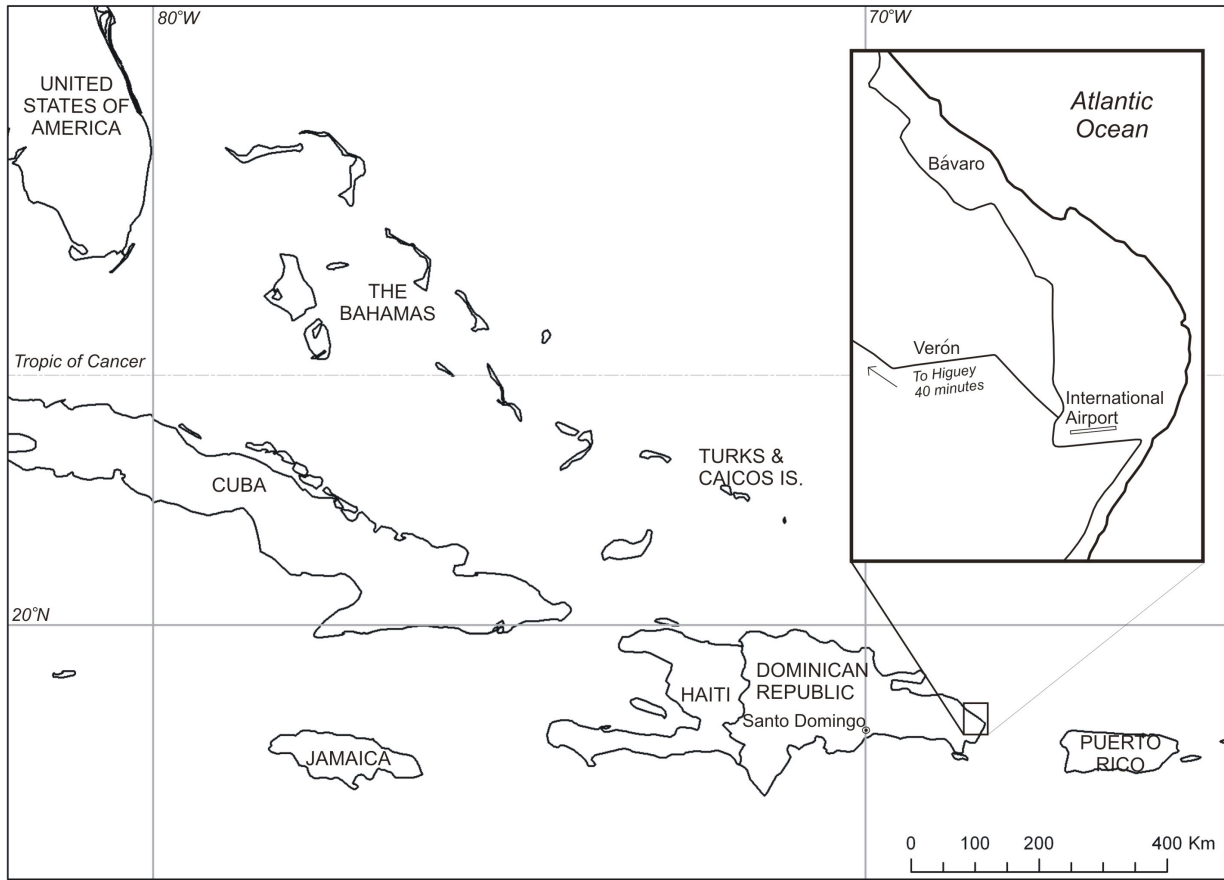 80°W
70°W
UNITED
STATES OF
AMERICA
Atlantic
Ocean
Bávaro
THE
BAHAMAS
Tropic of Cancer
Verón
To Higuey
40 minutes
International
Airport
TURKS &
CAICOS IS.
CUBA
20°N
DOMINICAN
REPUBLIC
HAITI
Santo Domingo
JAMAICA
PUERTO
RICO
0 100 200 400 Km